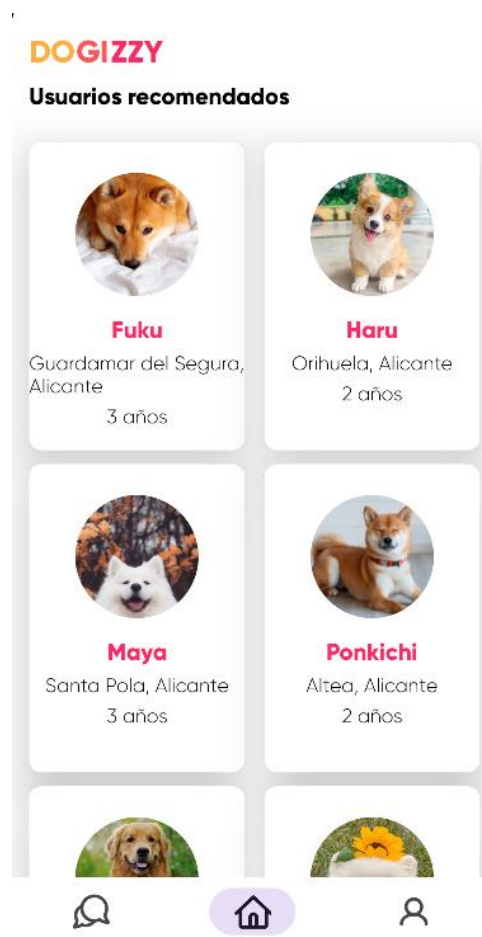 DOGIZZY
Usuarios recomendados
Fuku
Guardamar del Segura,
Alicante
3 años
Haru
Orihuela, Alicante
2 años
Maya
Santa Pola, Alicante
3 años
Ponkichi
Altea, Alicante
2 años